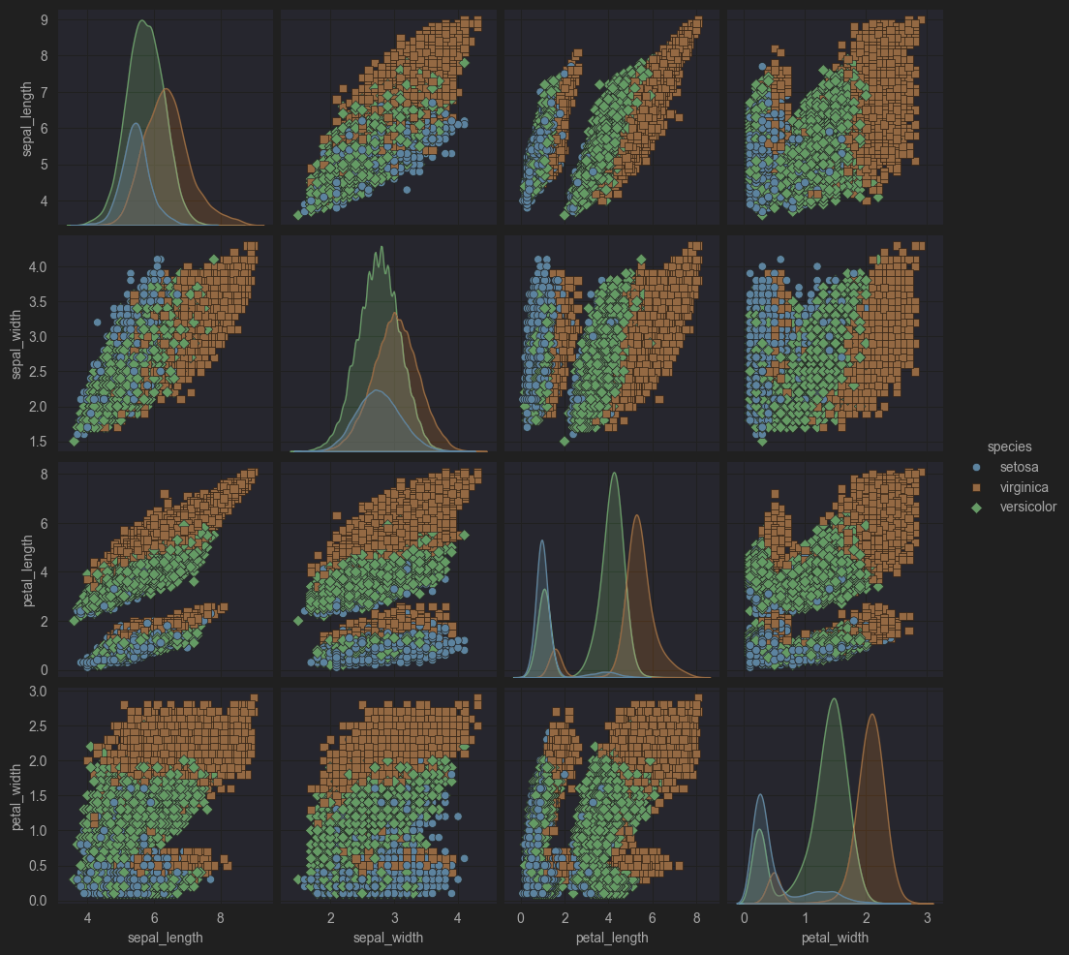 sepal_length
9
8
7
6
5
4
sepal_width
4.0
3.5
3.0
2.5
2.0
1.5
petal_length
8
6
4
2
0
petal_width
3.0
2.5
2.0
1.5
1.0
0.5
0.0
4 6 8
2 3 4
0 2 4 6 8
0 1 2 3
sepal_length
sepal_width
petal_length
petal_width
species
setosa
virginica
versicolor